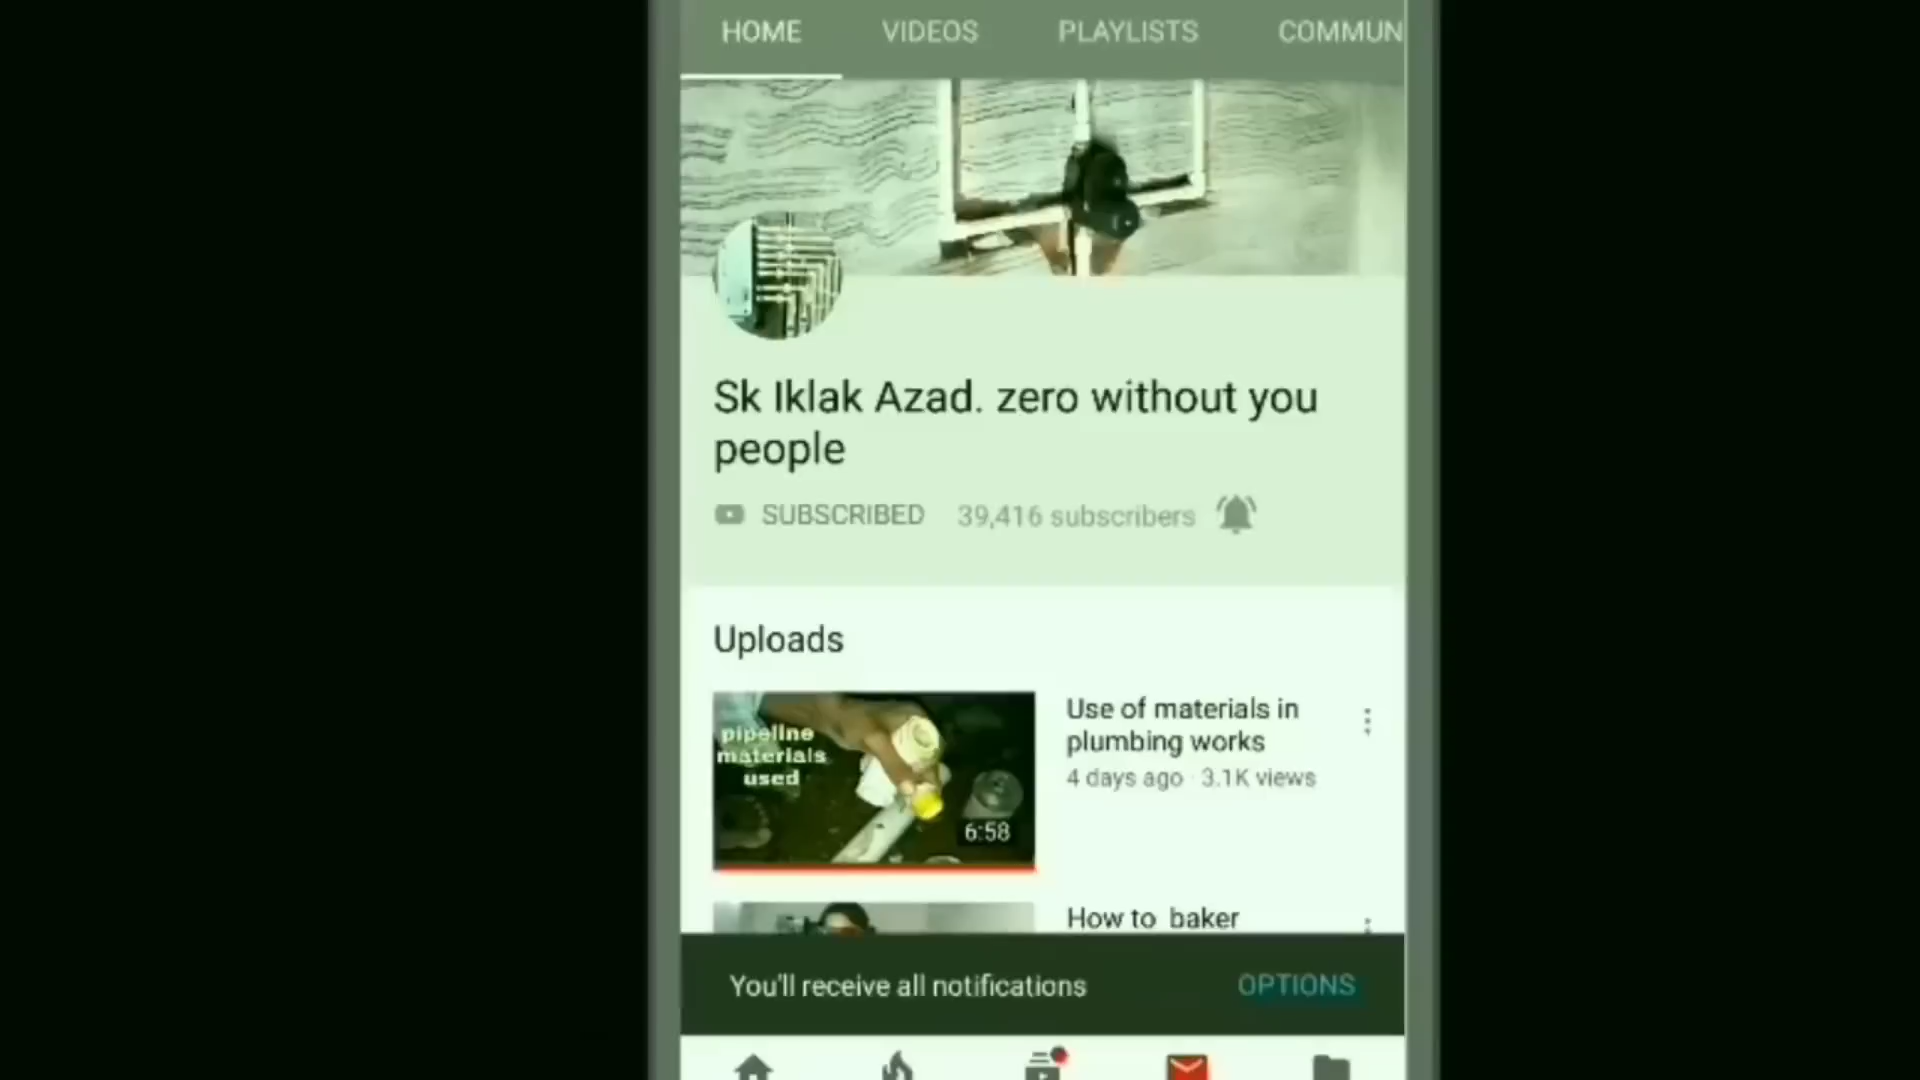 HOME VIDEOS PLAYLISTS COMMUN
Sk Iklak Azad. zero without you
people
SUBSCRIBED 39,416 subscribers
Uploads
pipeline
materials
used
6:58
Use of materials in
plumbing works
4 days ago · 3.1K views
How to baker
You'll receive all notifications OPTIONS